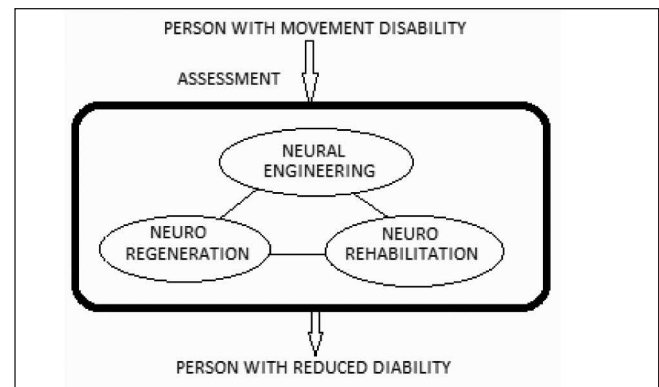 PERSON WITH MOVEMENT DISABILITY
ASSESSMENT
NEURAL
ENGINEERING
NEURO
REGENERATION
NEURO
REHABILITATION
PERSON WITH REDUCED DIABILITY